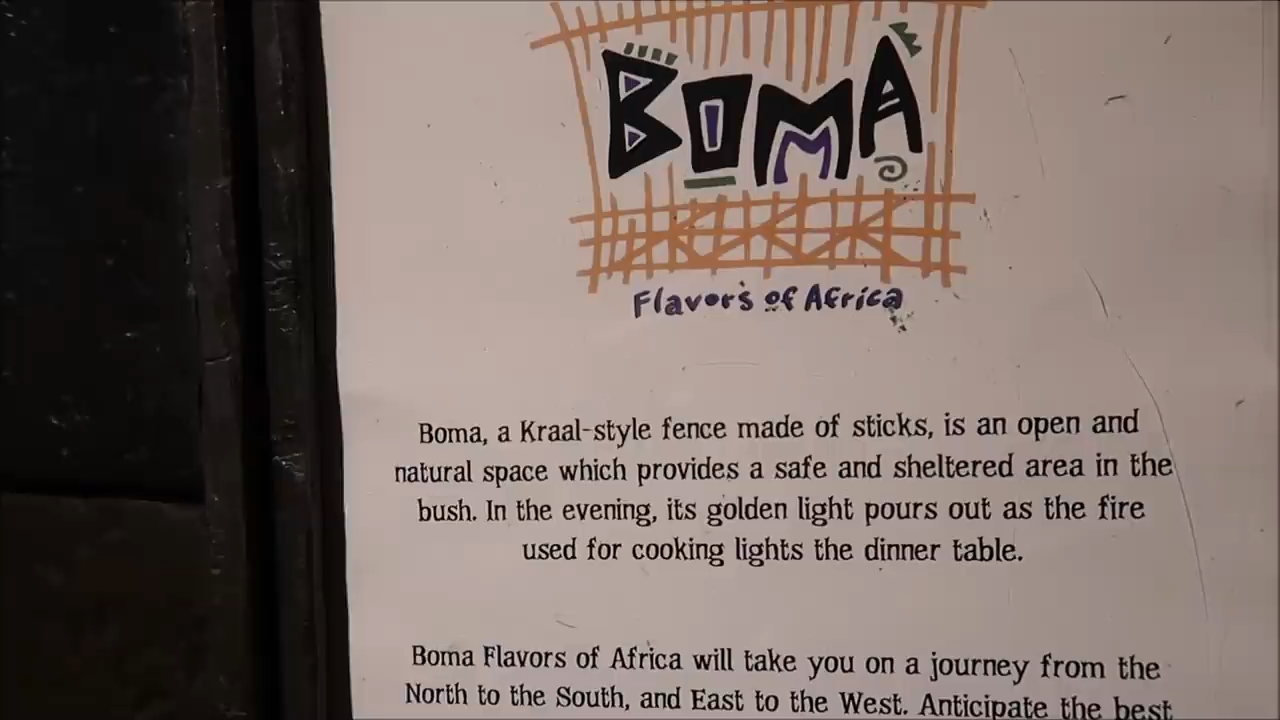 BOMA
Flavors of Africa
Boma, a Kraal-style fence made of sticks, is an open and
natural space which provides a safe and sheltered area in the
bush. In the evening, its golden light pours out as the fire
used for cooking lights the dinner table.
Boma Flavors of Africa will take you on a journey from the
North to the South, and East to the West. Anticipate the best